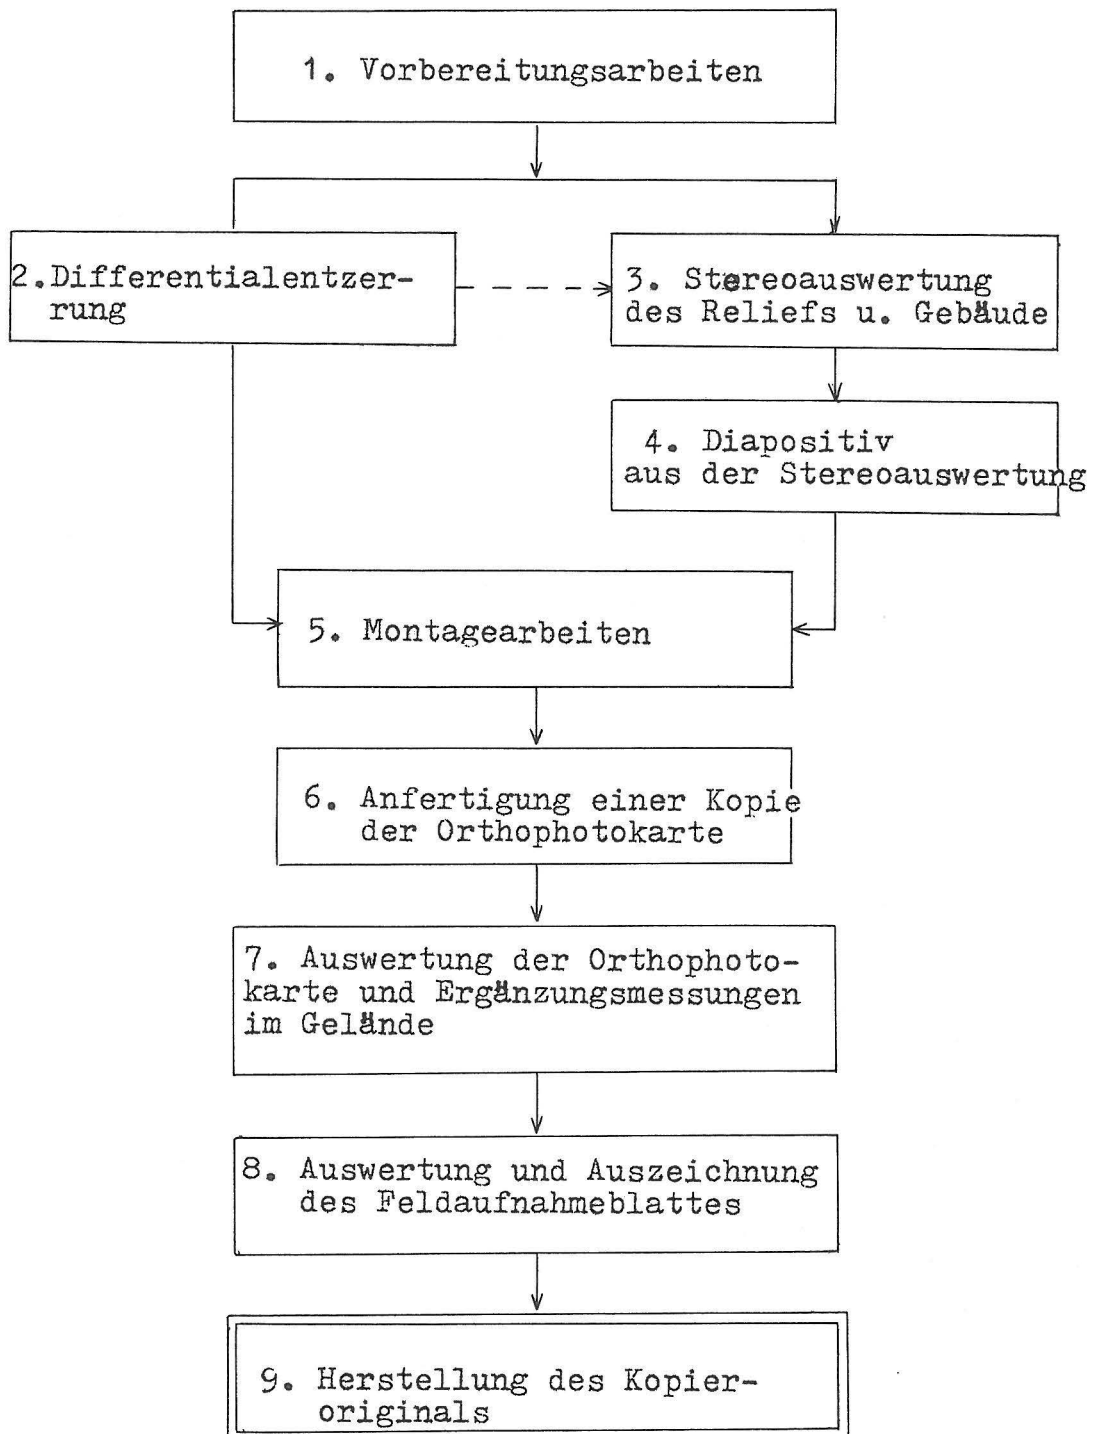 1. Vorbereitungsarbeiten
2. Differentialentzer-
rung
3. Stereoauswertung
des Reliefs u. Gebäude
4. Diapositiv
aus der Stereoauswertung
5. Montagearbeiten
6. Anfertigung einer Kopie
der Orthophotokarte
7. Auswertung der Orthophoto-
karte und Ergänzungsmessungen
im Gelände
8. Auswertung und Auszeichnung
des Feldaufnahmeblattes
9. Herstellung des Kopier-
originals